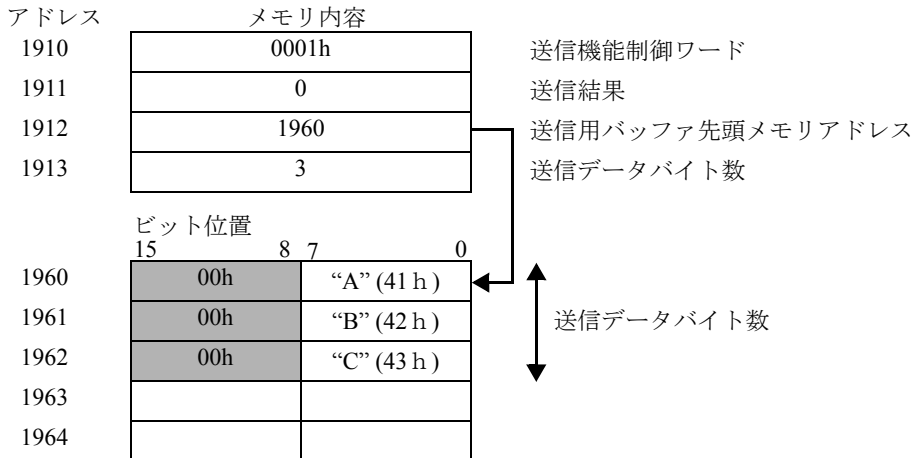 アドレス メモリ内容
1910 0001h 送信機能制御ワード
1911 0 送信結果
1912 1960 送信用バッファ先頭メモリアドレス
1913 3 送信データバイト数
ビット位置
15 8 7 0
1960 00h “A” (41ｈ)
1961 00h “B” (42ｈ) 送信データバイト数
1962 00h “C” (43ｈ)
1963
1964